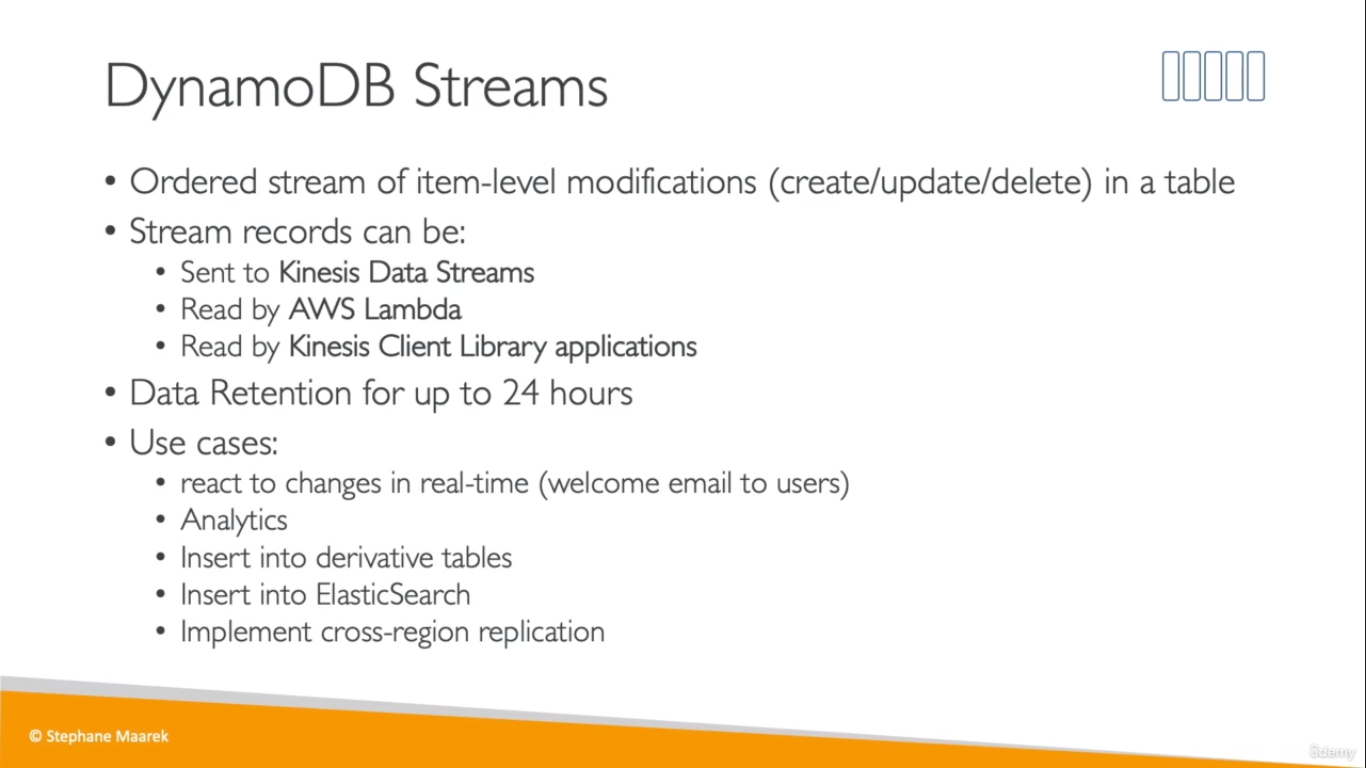 DynamoDB Streams
• Ordered stream of item-level modifications (create/update/delete) in a table
• Stream records can be:
• Sent to Kinesis Data Streams
• Read by AWS Lambda
• Read by Kinesis Client Library applications
• Data Retention for up to 24 hours
• Use cases:
• react to changes in real-time (welcome email to users)
• Analytics
• Insert into derivative tables
• Insert into ElasticSearch
• Implement cross-region replication
© Stephane Maarek
ûdemy